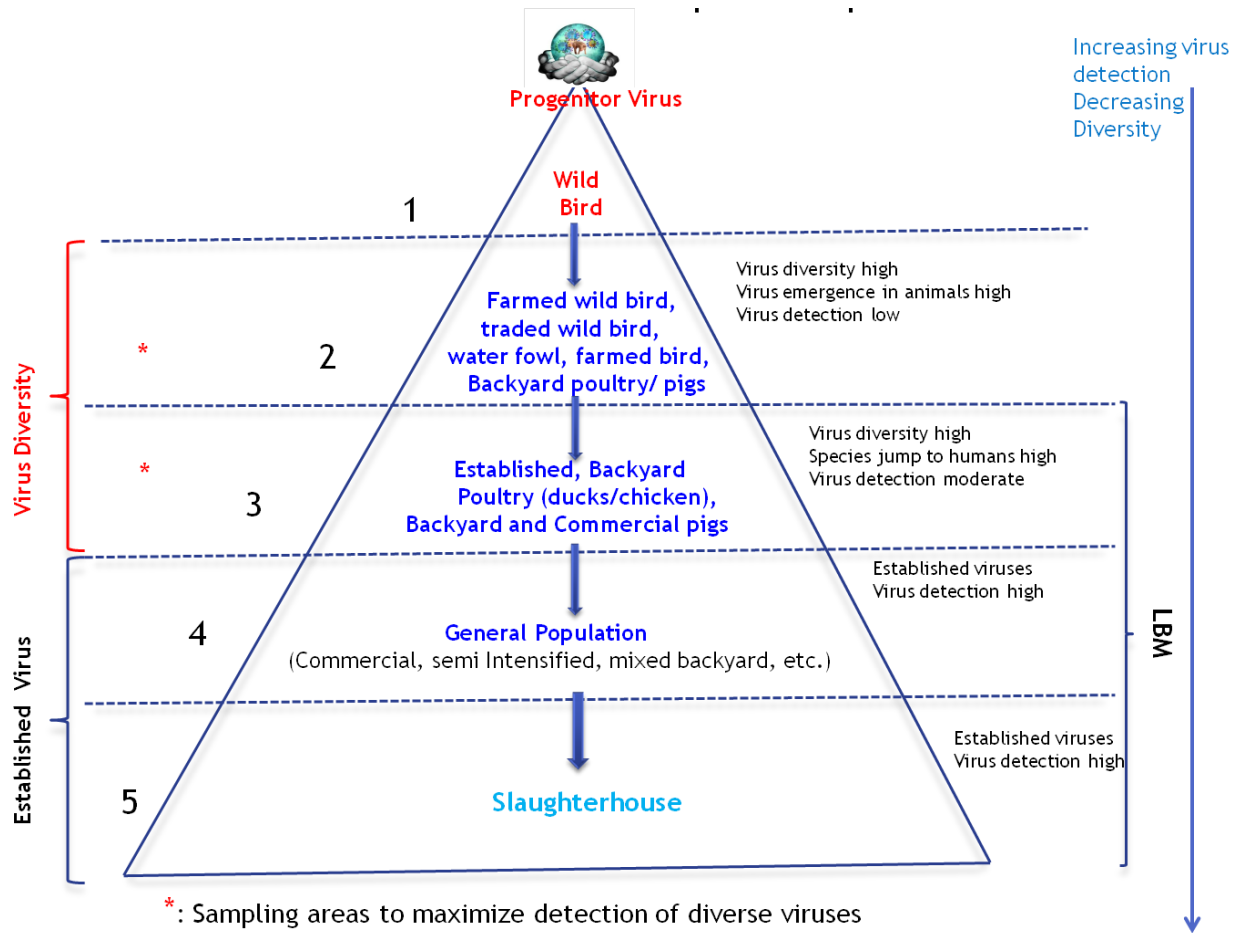 Increasing virus
detection
Decreasing
Diversity
Progenitor Virus
Wild
Bird
1
Virus diversity high
Virus emergence in animals high
Virus detection low
Farmed wild bird,
traded wild bird,
water fowl, farmed bird,
Backyard poultry/ pigs
*
2
Virus Diversity
Virus diversity high
Species jump to humans high
Virus detection moderate
*
3
Established, Backyard
Poultry (ducks/chicken),
Backyard and Commercial pigs
Established viruses
Virus detection high
4
General Population
(Commercial, semi Intensified, mixed backyard, etc.)
LBM
Established Virus
Established viruses
Virus detection high
5
Slaughterhouse
*: Sampling areas to maximize detection of diverse viruses